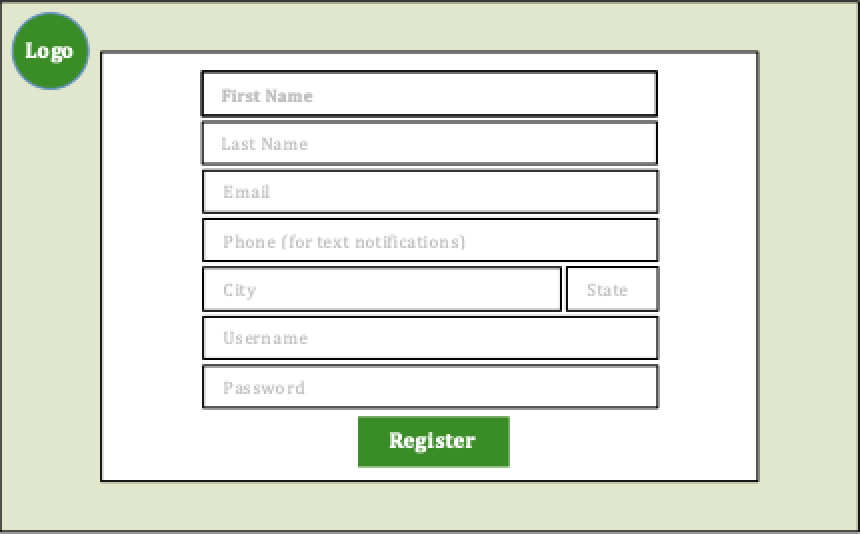 Logo
First Name
Last Name
Email
Phone (for text notifications)
City State
Username
Password
Register